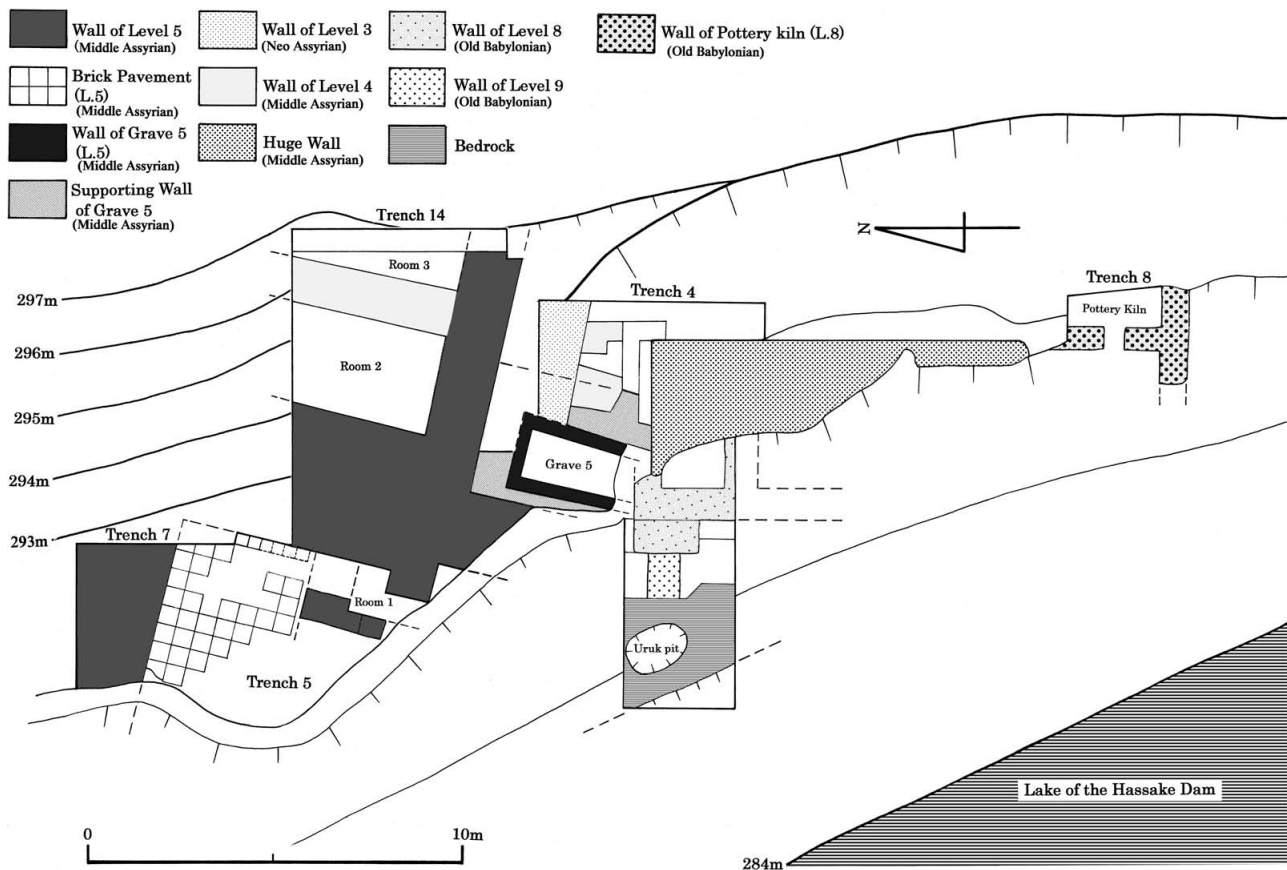 Wall of Level 5
(Middle Assyrian)
Brick Pavement
(L.5)
(Middle Assyrian)
Wall of Grave 5
(L.5)
(Middle Assyrian)
Supporting Wall
of Grave 5
(Middle Assyrian)
Wall of Level 3
(Neo Assyrian)
Wall of Level 4
(Middle Assyrian)
Huge Wall
(Middle Assyrian)
Wall of Level 8
(Old Babylonian)
Wall of Level 9
(Old Babylonian)
Bedrock
Wall of Pottery kiln (L.8)
(Old Babylonian)
Trench 14
Room 3
N
297m
Trench 4
Trench 8
Pottery Kiln
296m
Room 2
295m
Grave 5
294m
293m
Trench 7
Room 1
Uruk pit
Trench 5
Lake of the Hassake Dam
0
10m
284m